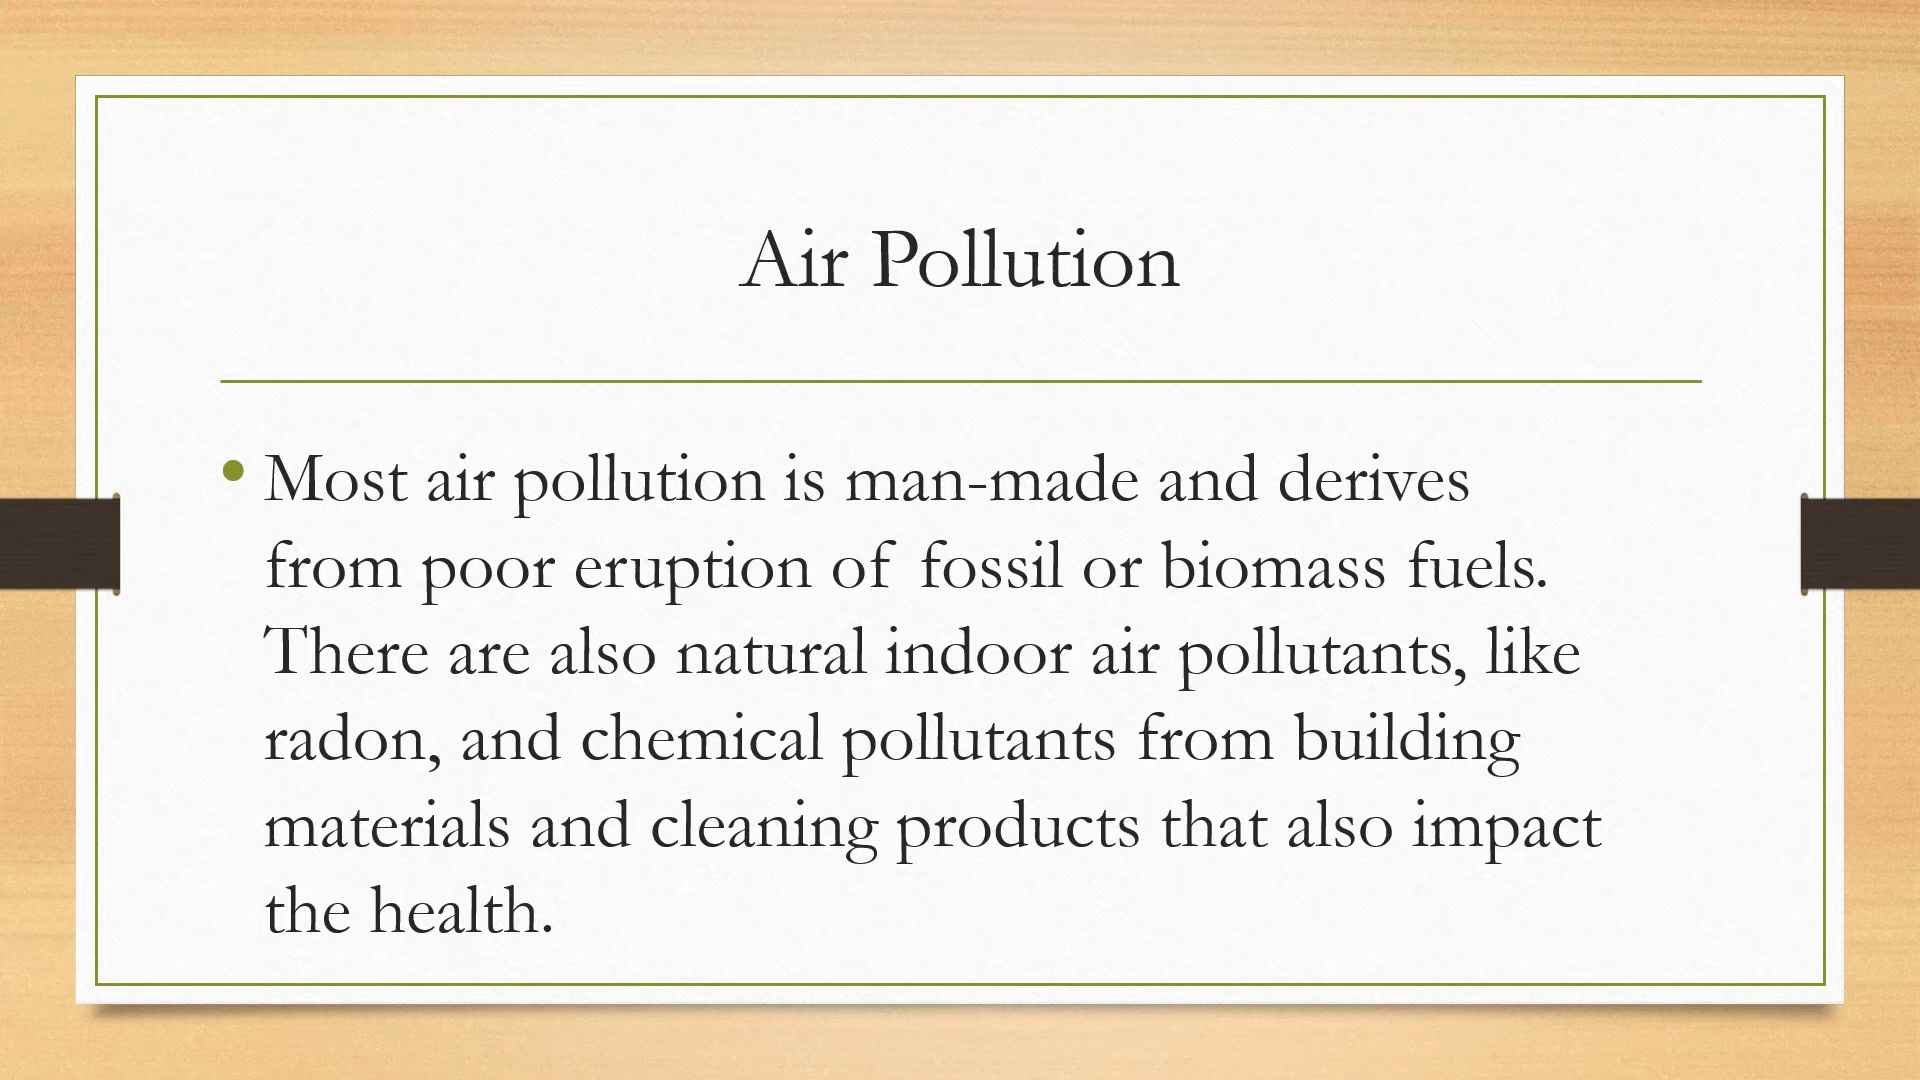 Air Pollution
• Most air pollution is man-made and derives
from poor eruption of fossil or biomass fuels.
There are also natural indoor air pollutants, like
radon, and chemical pollutants from building
materials and cleaning products that also impact
the health.